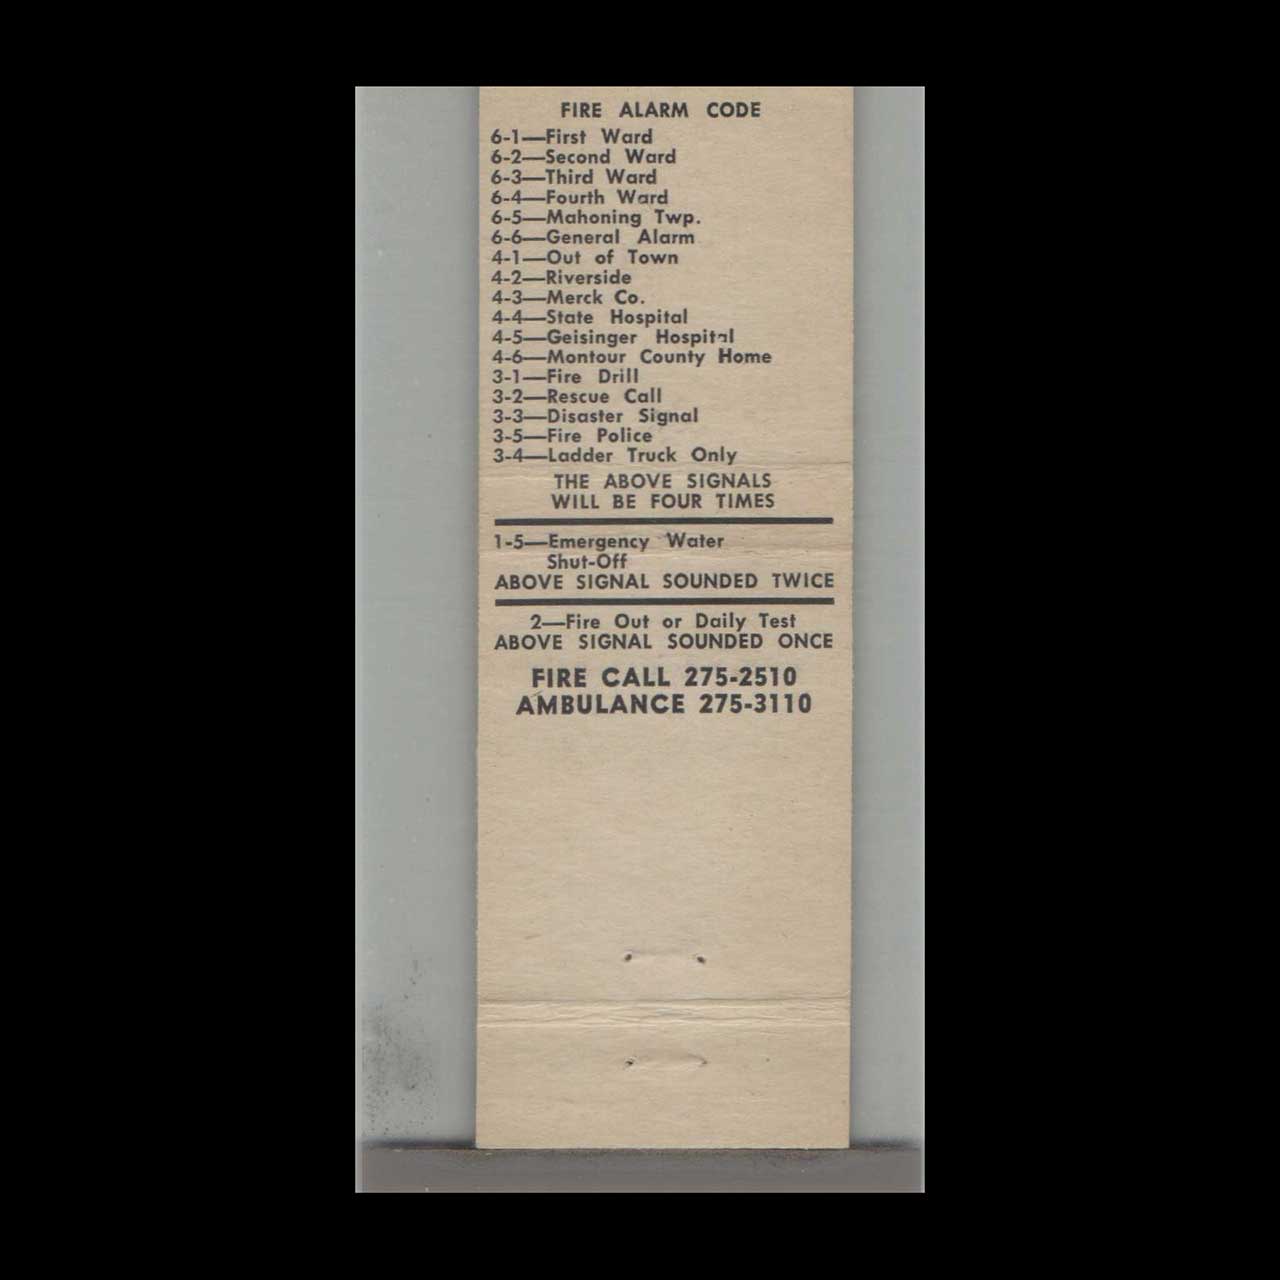 FIRE ALARM CODE
6-1—First Ward
6-2—Second Ward
6-3—Third Ward
6-4—Fourth Ward
6-5—Mahoning Twp.
6-6—General Alarm
4-1—Out of Town
4-2—Riverside
4-3—Merck Co.
4-4—State Hospital
4-5—Geisinger Hospital
4-6—Montour County Home
3-1—Fire Drill
3-2—Rescue Call
3-3—Disaster Signal
3-5—Fire Police
3-4—Ladder Truck Only
THE ABOVE SIGNALS
WILL BE FOUR TIMES
1-5—Emergency Water
Shut-Off
ABOVE SIGNAL SOUNDED TWICE
2—Fire Out or Daily Test
ABOVE SIGNAL SOUNDED ONCE
FIRE CALL 275-2510
AMBULANCE 275-3110